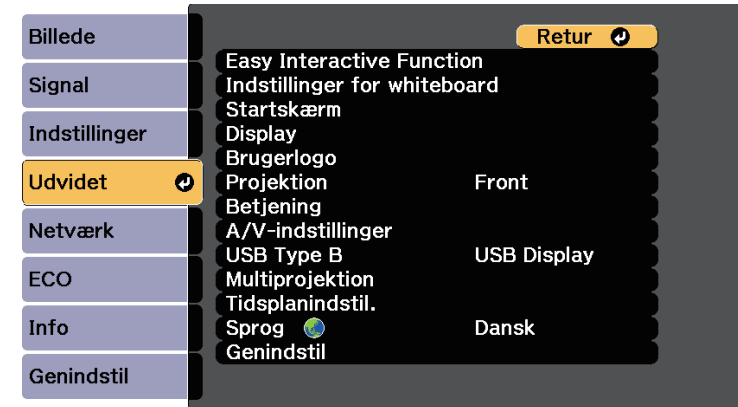 Billede
Signal
Indstillinger
Udvidet
Netværk
ECO
Info
Genindstil
Retur
Easy Interactive Function
Indstillinger for whiteboard
Startskærm
Display
Brugerlogo
Projektion Front
Betjening
A/V-indstillinger
USB Type B USB Display
Multiprojektion
Tidsplanindstil.
Sprog Dansk
Genindstil